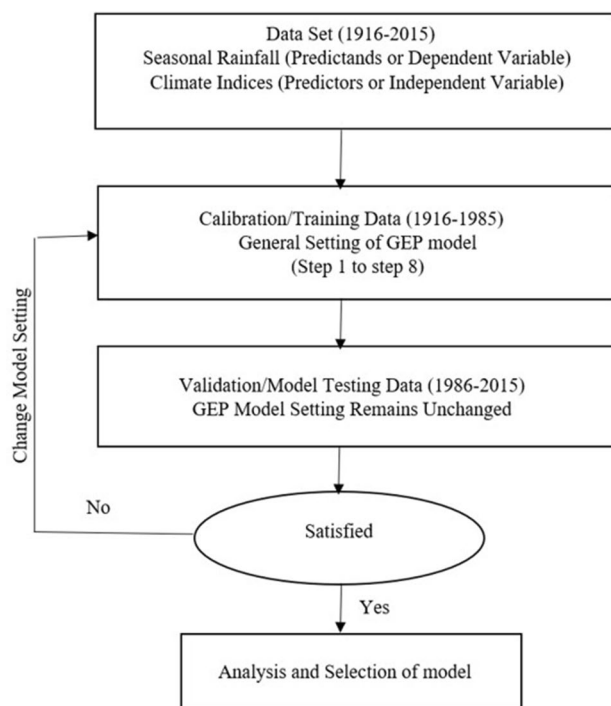 Data Set (1916-2015)
Seasonal Rainfall (Predictands or Dependent Variable)
Climate Indices (Predictors or Independent Variable)
Calibration/Training Data (1916-1985)
General Setting of GEP model
(Step 1 to step 8)
Change Model Setting
Validation/Model Testing Data (1986-2015)
GEP Model Setting Remains Unchanged
No
Satisfied
Yes
Analysis and Selection of model